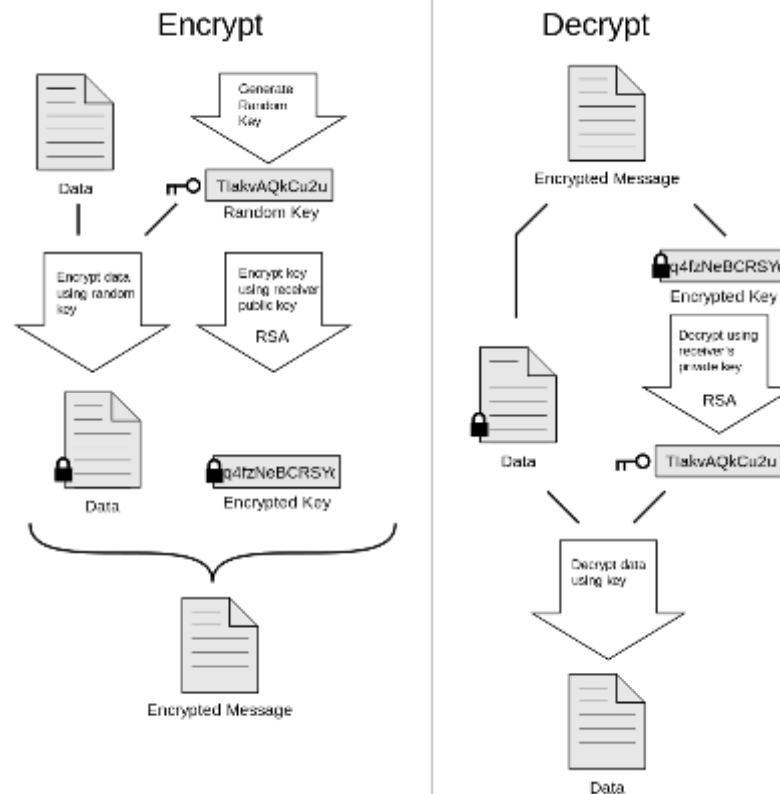 Encrypt
Generate
Random
Key
Data
TIakvAQkCu2u
Random Key
Encrypt data
using random
key
Encrypt key
using receiver
public key
RSA
q4fzNeBCRSY
Data
Encrypted Key
Encrypted Message
Decrypt
Encrypted Message
q4fzNeBCRSY
Encrypted Key
Decrypt using
receiver's
private key
RSA
Data
TIakvAQkCu2u
Decrypt data
using key
Data